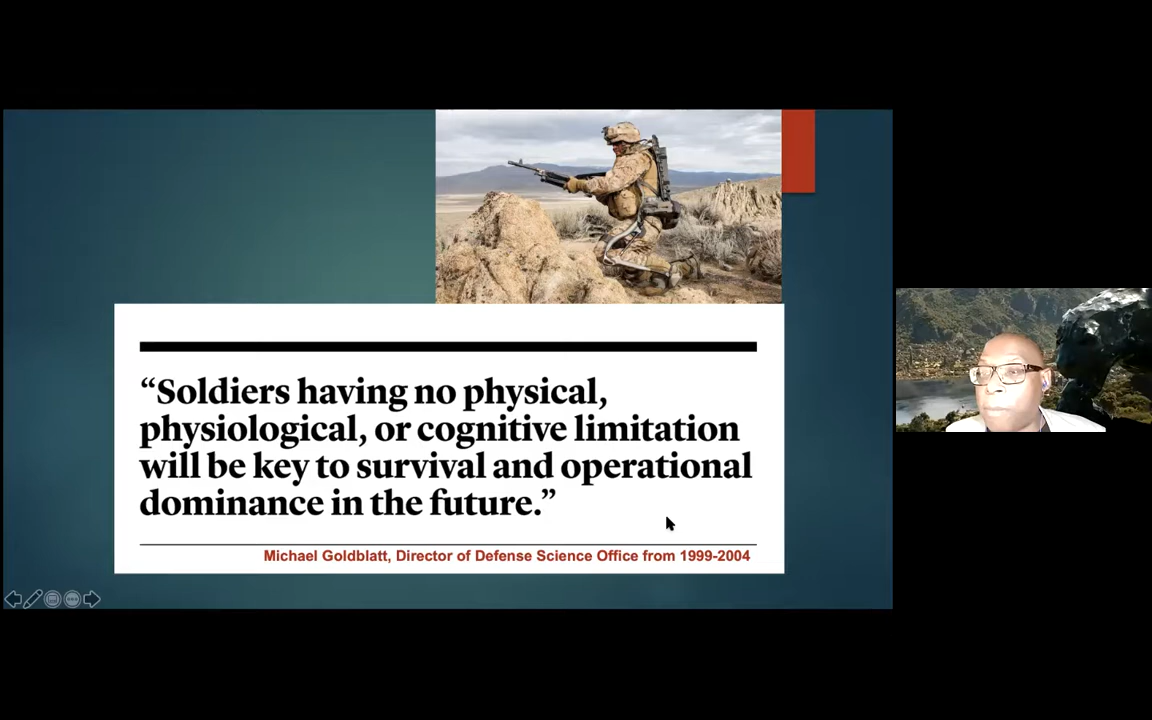 “Soldiers having no physical,
physiological, or cognitive limitation
will be key to survival and operational
dominance in the future.”
Michael Goldblatt, Director of Defense Science Office from 1999-2004